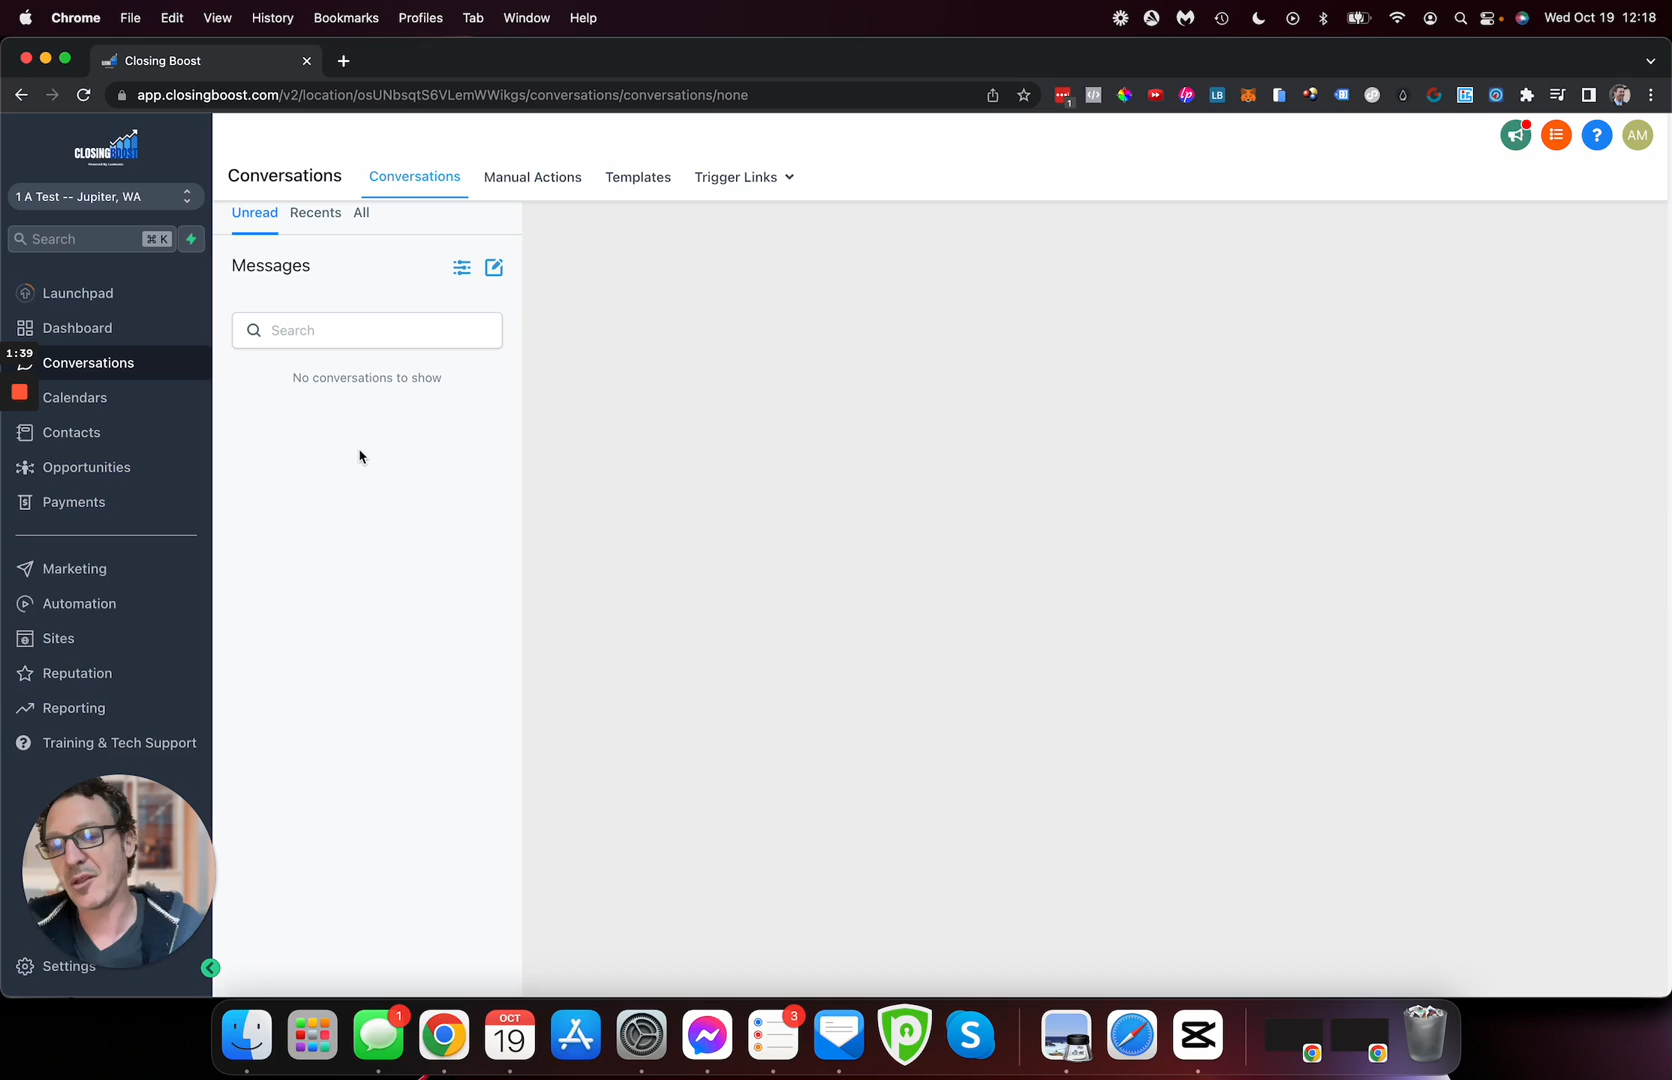 Chrome File Edit View History Bookmarks Profiles Tab Window Help Wed Oct 19 12:18
Closing Boost
app.closingboost.com/v2/location/osUNbsqtS6VLemWWikgs/conversations/conversations/none
CLOSINGBOOST
1 A Test -- Jupiter, WA
Search ⌘ K
Launchpad
Dashboard
1:39
Conversations
Calendars
Contacts
Opportunities
Payments
Marketing
Automation
Sites
Reputation
Reporting
Training & Tech Support
Settings
AM
Conversations Conversations Manual Actions Templates Trigger Links
Unread Recents All
Messages
Search
No conversations to show
1
OCT
19
3